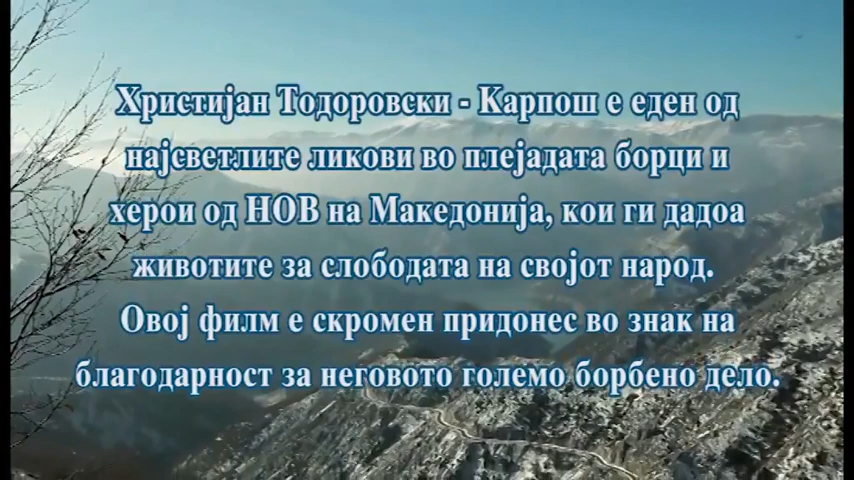 Христијан Тодоровски - Карпош е еден од
најсветлите ликови во плејадата борци и
херои од НОВ на Македонија, кои ги дадоа
животите за слободата на својот народ.
Овој филм е скромен придонес во знак на
благодарност за неговото големо борбено дело.